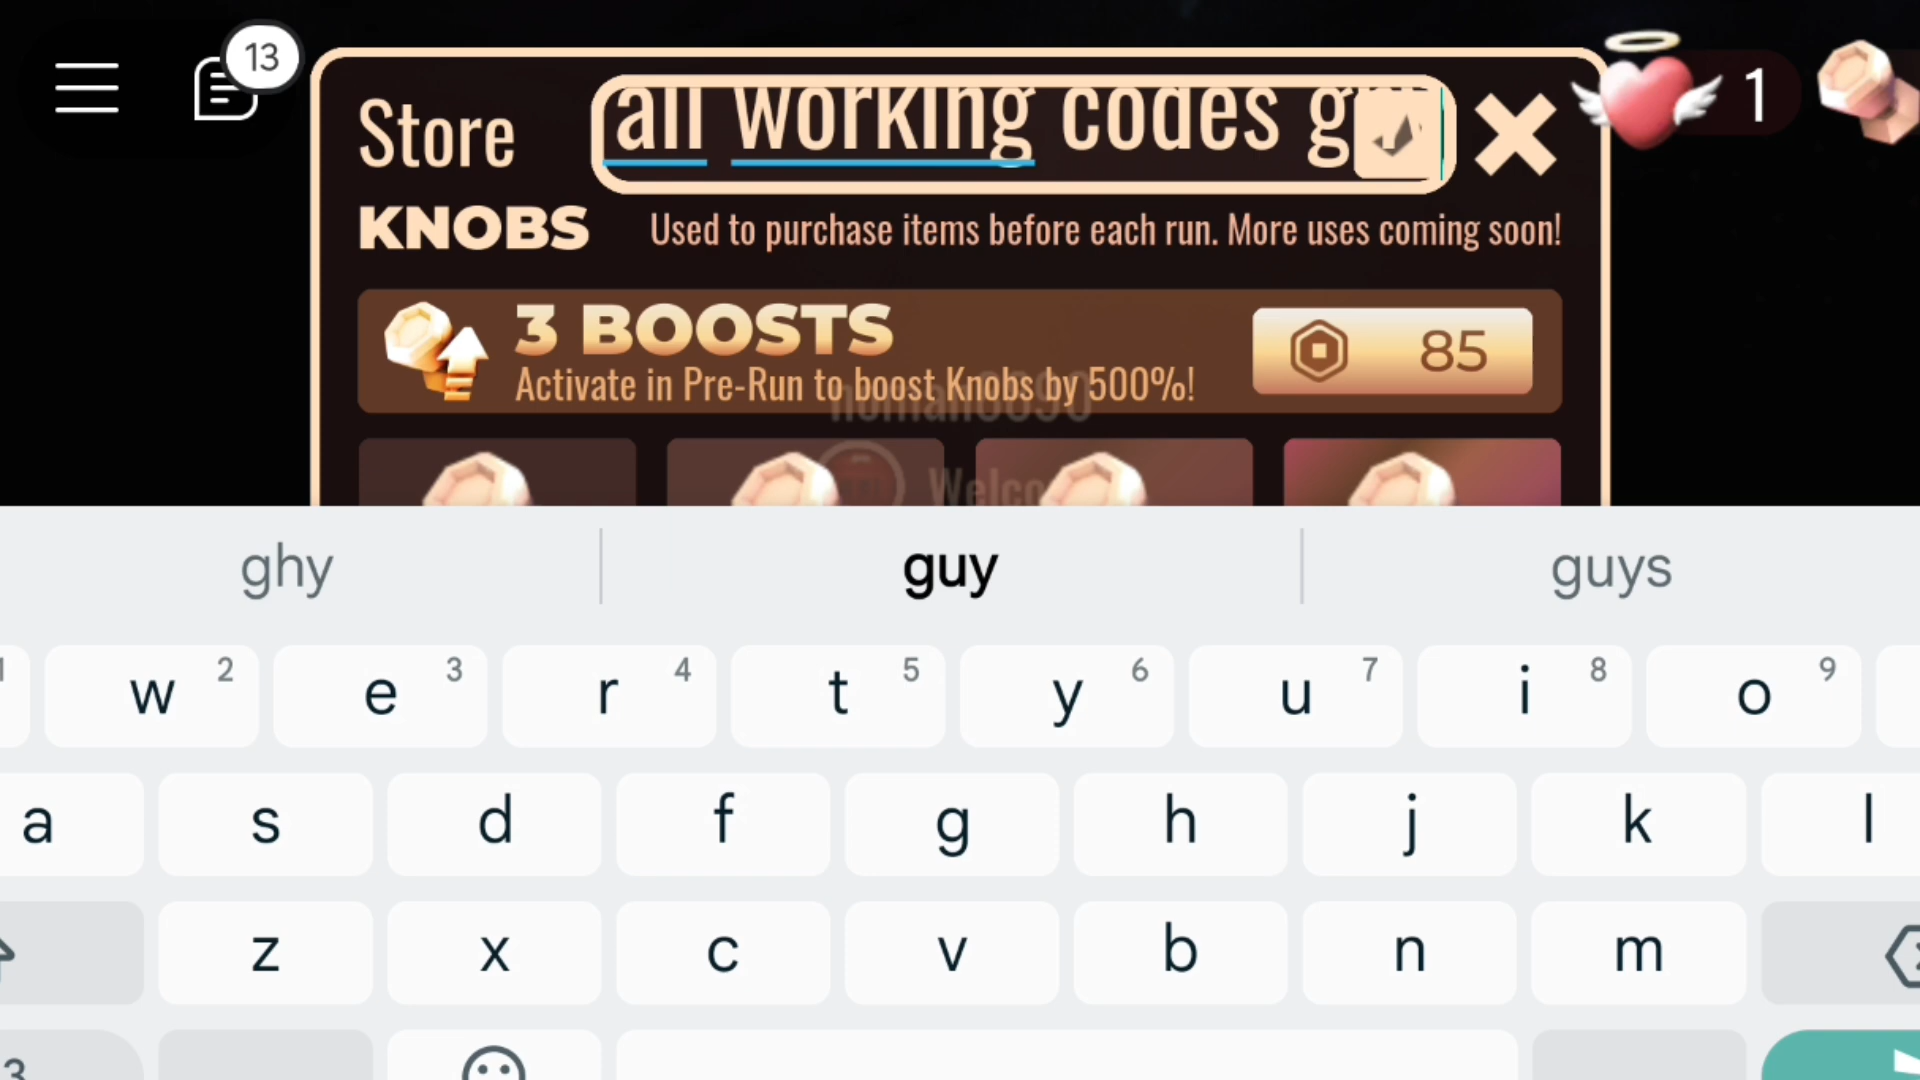 13
Store
all working codes
1
KNOBS
Used to purchase items before each run. More uses coming soon!
3 BOOSTS
85
Activate in Pre-Run to boost Knobs by 500%!
Welco
ghy guy guys
1 w 2 e 3 r 4 t 5 y 6 u 7 i 8 o 9
a s d f g h j k l
z x c v b n m